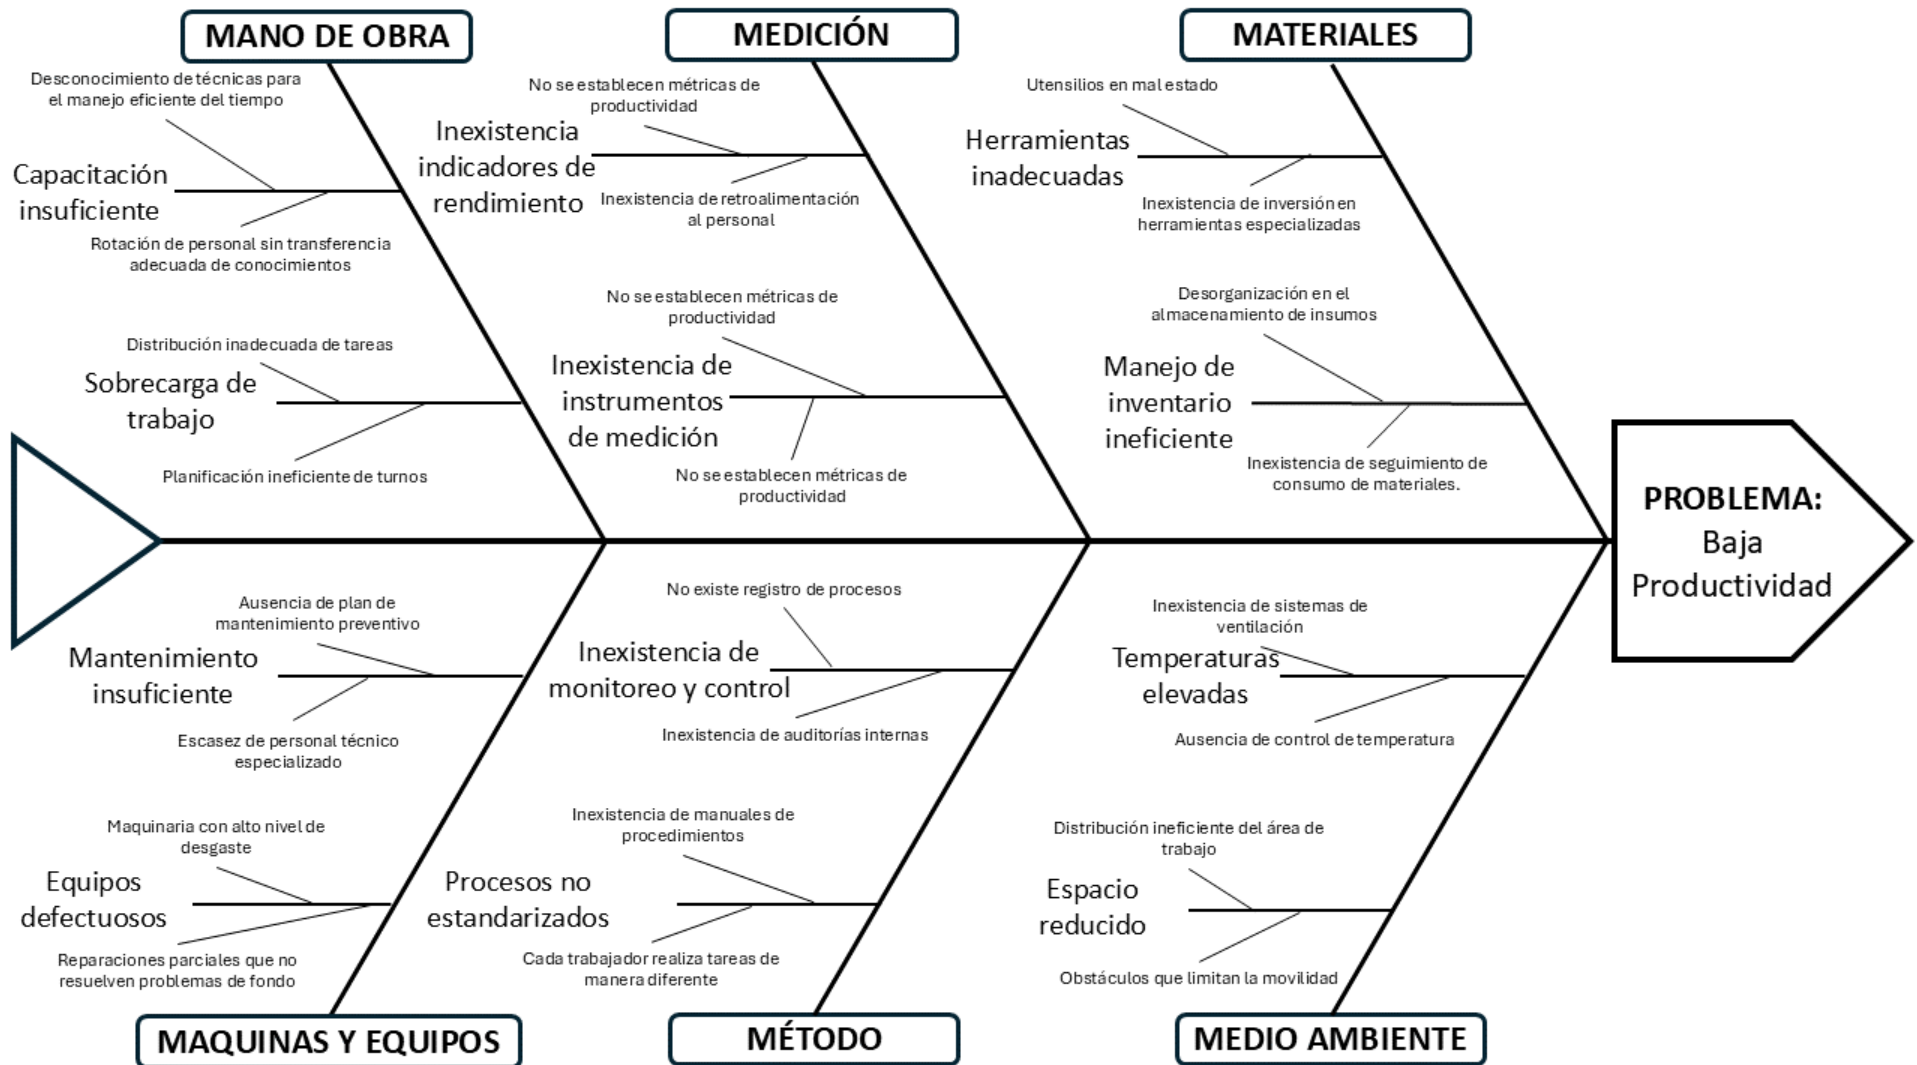 MANO DE OBRA
Desconocimiento de técnicas para
el manejo eficiente del tiempo
Capacitación
insuficiente
Rotación de personal sin transferencia
adecuada de conocimientos
Distribución inadecuada de tareas
Sobrecarga de
trabajo
Planificación ineficiente de turnos
MEDICIÓN
No se establecen métricas de
productividad
Inexistencia
indicadores de
rendimiento
Inexistencia de retroalimentación
al personal
No se establecen métricas de
productividad
Inexistencia de
instrumentos
de medición
No se establecen métricas de
productividad
MATERIALES
Utensilios en mal estado
Herramientas
inadecuadas
Inexistencia de inversión en
herramientas especializadas
Desorganización en el
almacenamiento de insumos
Manejo de
inventario
ineficiente
Inexistencia de seguimiento de
consumo de materiales.
PROBLEMA:
Baja
Productividad
Ausencia de plan de
mantenimiento preventivo
Mantenimiento
insuficiente
Escasez de personal técnico
especializado
Maquinaria con alto nivel de
desgaste
Equipos
defectuosos
Reparaciones parciales que no
resuelven problemas de fondo
MAQUINAS Y EQUIPOS
No existe registro de procesos
Inexistencia de
monitoreo y control
Inexistencia de auditorías internas
Inexistencia de manuales de
procedimientos
Procesos no
estandarizados
Cada trabajador realiza tareas de
manera diferente
MÉTODO
Inexistencia de sistemas de
ventilación
Temperaturas
elevadas
Ausencia de control de temperatura
Distribución ineficiente del área de
trabajo
Espacio
reducido
Obstáculos que limitan la movilidad
MEDIO AMBIENTE